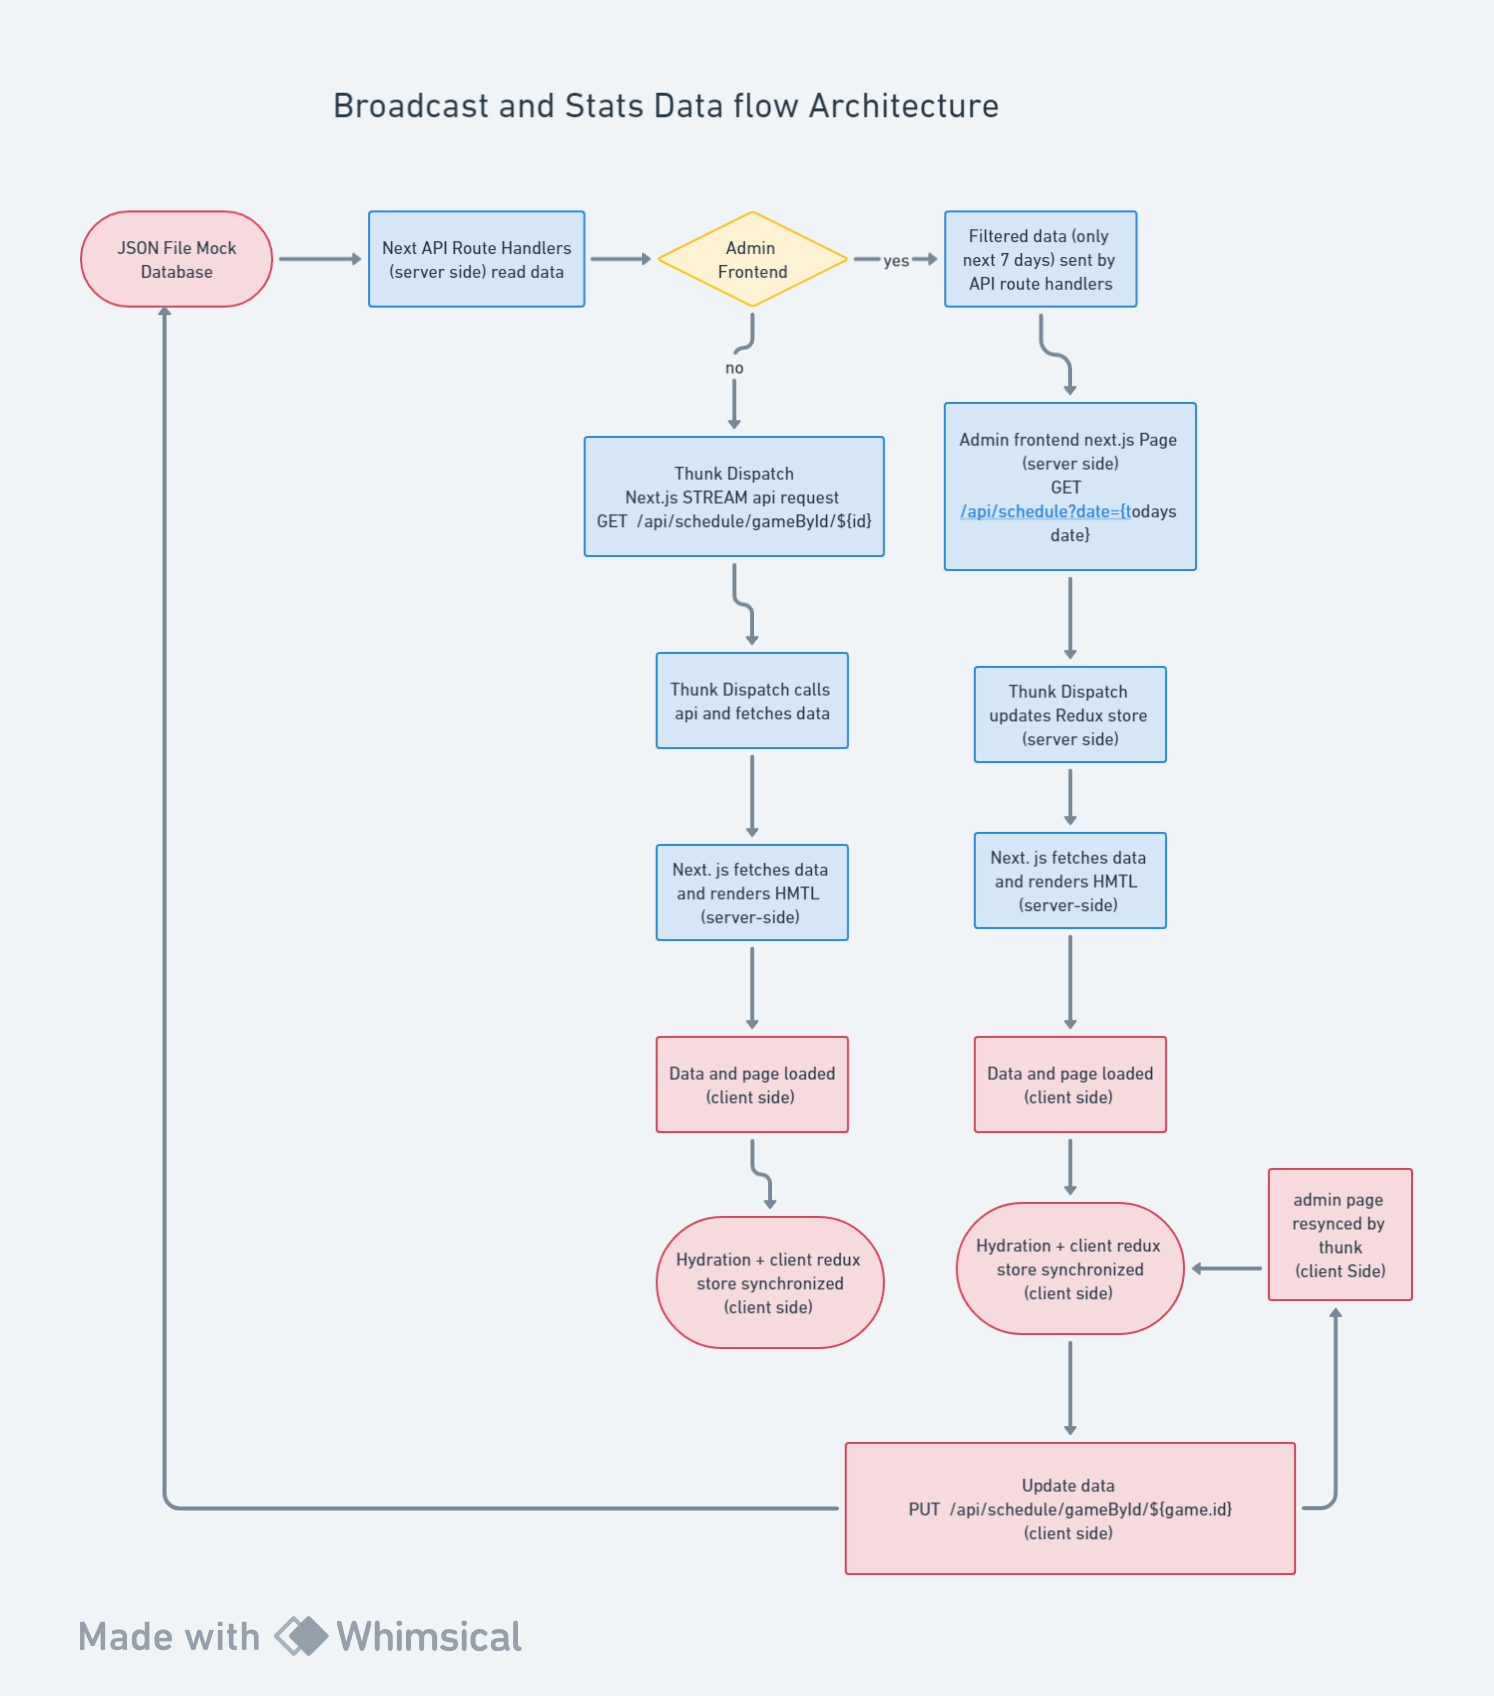 Broadcast and Stats Data flow Architecture
JSON File Mock
Database
Next API Route Handlers
(server side) read data
Admin
Frontend
yes
Filtered data (only
next 7 days) sent by
API route handlers
no
Thunk Dispatch
Next.js STREAM api request
GET  /api/schedule/gameById/${id}
Admin frontend next.js Page
(server side)
GET
/api/schedule?date={todays
date}
Thunk Dispatch calls
api and fetches data
Thunk Dispatch
updates Redux store
(server side)
Next. js fetches data
and renders HMTL
(server-side)
Next. js fetches data
and renders HMTL
(server-side)
Data and page loaded
(client side)
Data and page loaded
(client side)
Hydration + client redux
store synchronized
(client side)
Hydration + client redux
store synchronized
(client side)
admin page
resynced by
thunk
(client Side)
Update data
PUT  /api/schedule/gameById/${game.id}
(client side)
Made with Whimsical